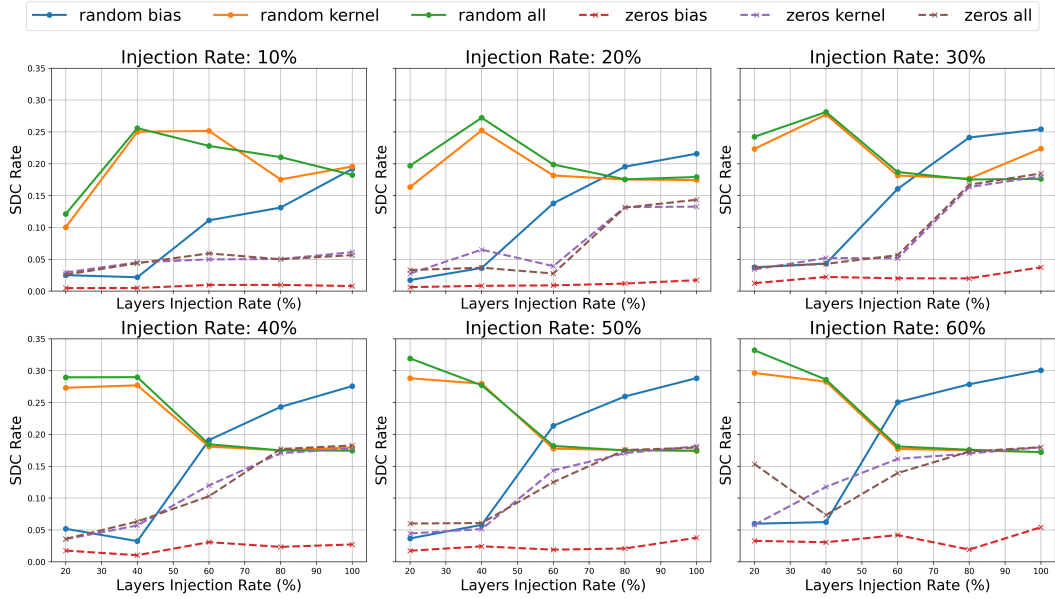 random bias random kernel random all zeros bias zeros kernel zeros all
Injection Rate: 10% Injection Rate: 20% Injection Rate: 30%
0.35
0.30
0.25
0.20
0.15
0.10
0.05
0.00
SDC Rate SDC Rate SDC Rate
Layers Injection Rate (%) Layers Injection Rate (%) Layers Injection Rate (%)
Injection Rate: 40% Injection Rate: 50% Injection Rate: 60%
0.35
0.30
0.25
0.20
0.15
0.10
0.05
0.00
SDC Rate SDC Rate SDC Rate
20 30 40 50 60 70 80 90 100 20 30 40 50 60 70 80 90 100 20 30 40 50 60 70 80 90 100
Layers Injection Rate (%) Layers Injection Rate (%) Layers Injection Rate (%)